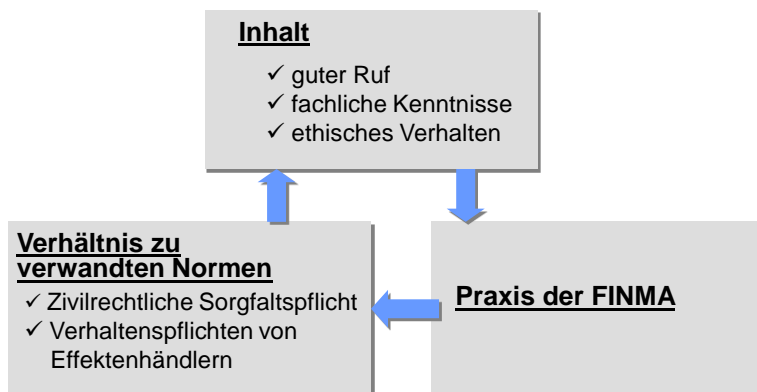 Inhalt
✓ guter Ruf
✓ fachliche Kenntnisse
✓ ethisches Verhalten
Verhältnis zu
verwandten Normen
✓ Zivilrechtliche Sorgfaltspflicht
✓ Verhaltenspflichten von
Effektenhändlern
Praxis der FINMA